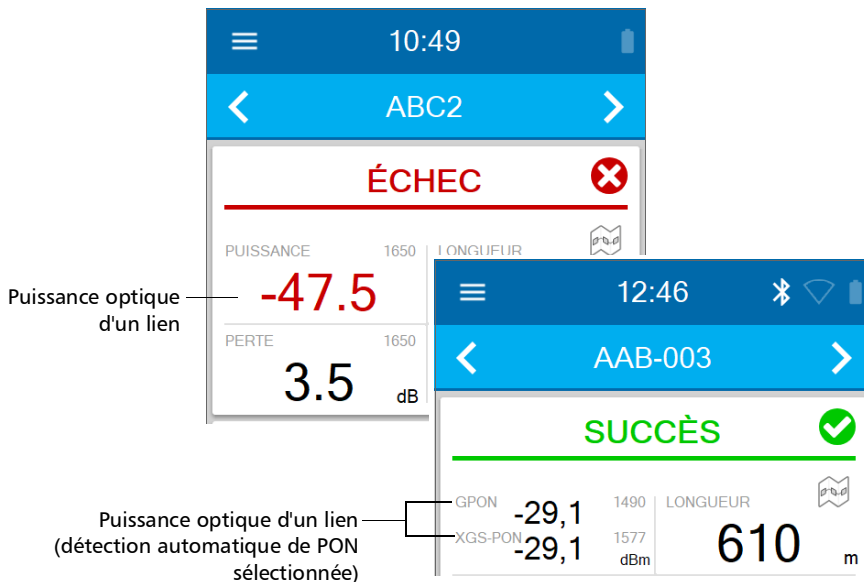 10:49
ABC2
ÉCHEC
PUISSANCE 1650 LONGUEUR
-47.5
Puissance optique
d'un lien
PERTE 1650
3.5 dB
12:46
AAB-003
SUCCÈS
GPON -29,1 1490 LONGUEUR
XGS-PON -29,1 1577 dBm
610 m
Puissance optique d'un lien
(détection automatique de PON
sélectionnée)